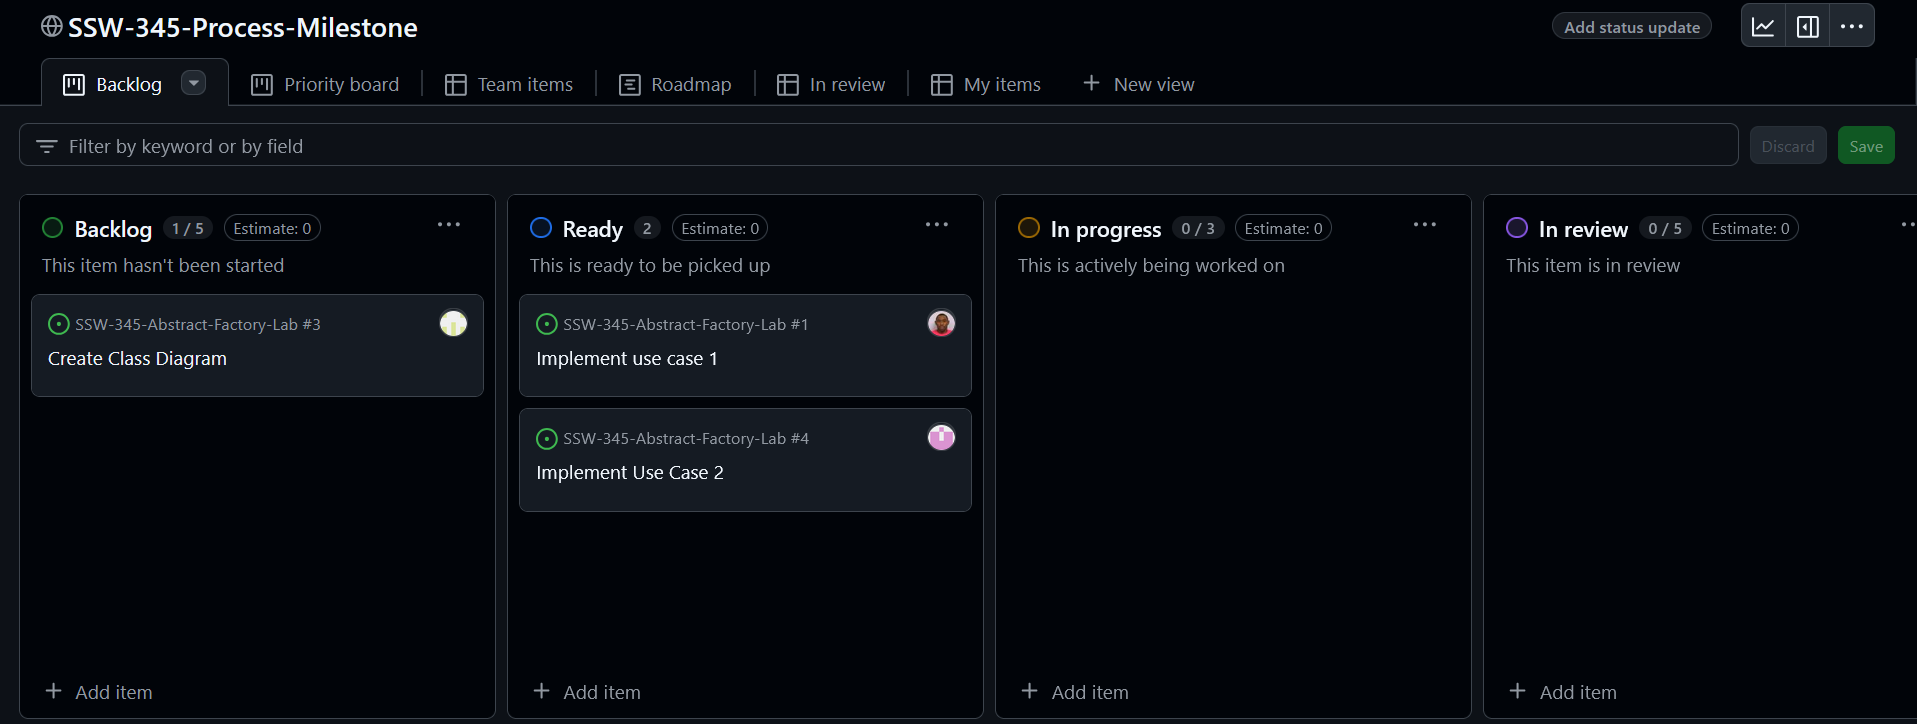 SSW-345-Process-Milestone
Add status update
Backlog
Priority board
Team items
Roadmap
In review
My items
New view
Filter by keyword or by field
Discard
Save
Backlog 1 / 5 Estimate: 0
This item hasn't been started
SSW-345-Abstract-Factory-Lab #3
Create Class Diagram
Add item
Ready 2 Estimate: 0
This is ready to be picked up
SSW-345-Abstract-Factory-Lab #1
Implement use case 1
SSW-345-Abstract-Factory-Lab #4
Implement Use Case 2
Add item
In progress 0 / 3 Estimate: 0
This is actively being worked on
Add item
In review 0 / 5 Estimate: 0
This item is in review
Add item